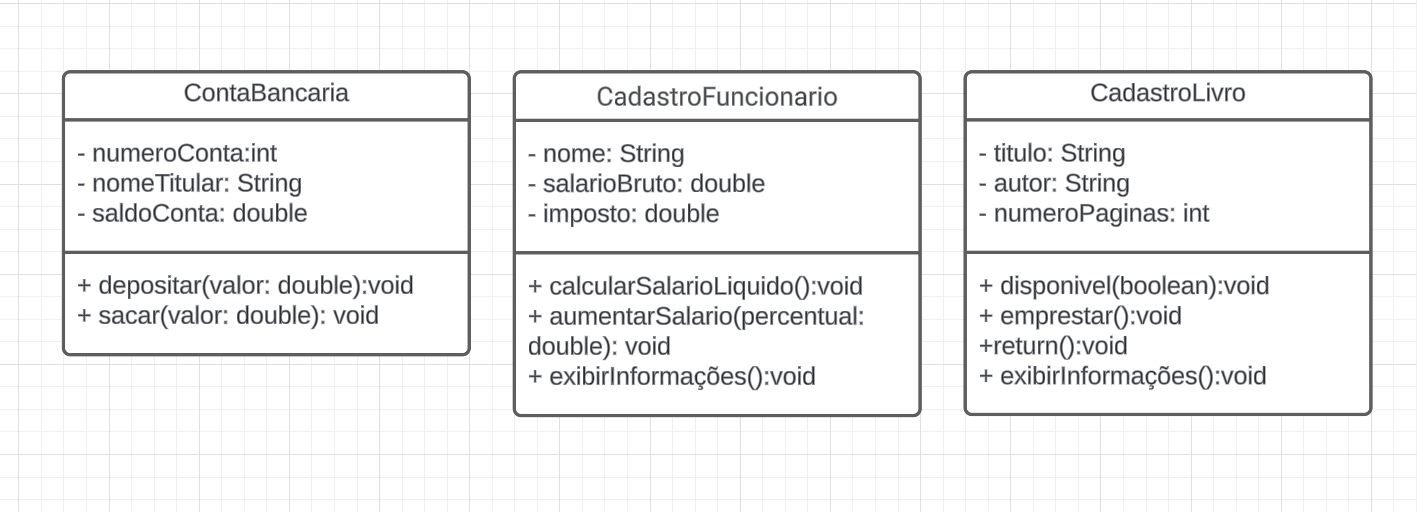 ContaBancaria
- numeroConta:int
- nomeTitular: String
- saldoConta: double
+ depositar(valor: double):void
+ sacar(valor: double): void
CadastroFuncionario
- nome: String
- salarioBruto: double
- imposto: double
+ calcularSalarioLiquido():void
+ aumentarSalario(percentual:
double): void
+ exibirInformações():void
CadastroLivro
- titulo: String
- autor: String
- numeroPaginas: int
+ disponivel(boolean):void
+ emprestar():void
+return():void
+ exibirInformações():void